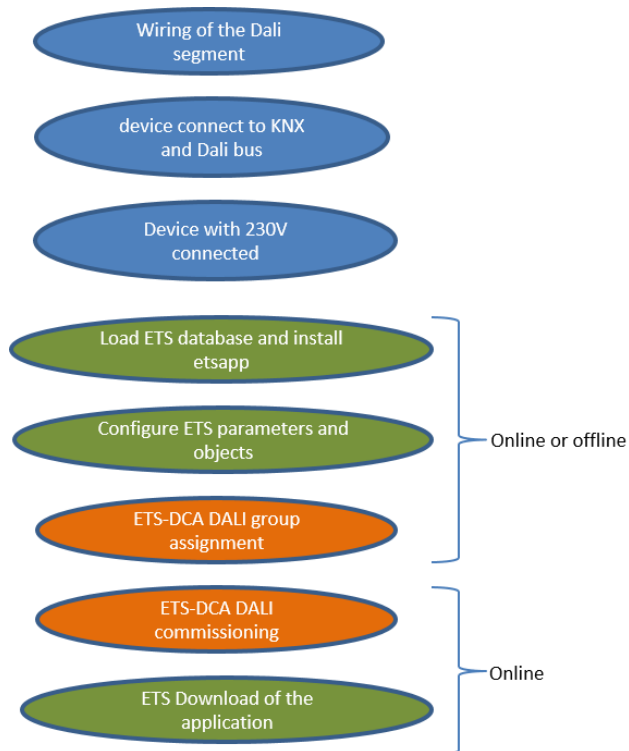 Wiring of the Dali
segment
device connect to KNX
and Dali bus
Device with 230V
connected
Load ETS database and install
etsapp
Configure ETS parameters and
objects
Online or offline
ETS-DCA DALI group
assignment
ETS-DCA DALI
commissioning
Online
ETS Download of the
application